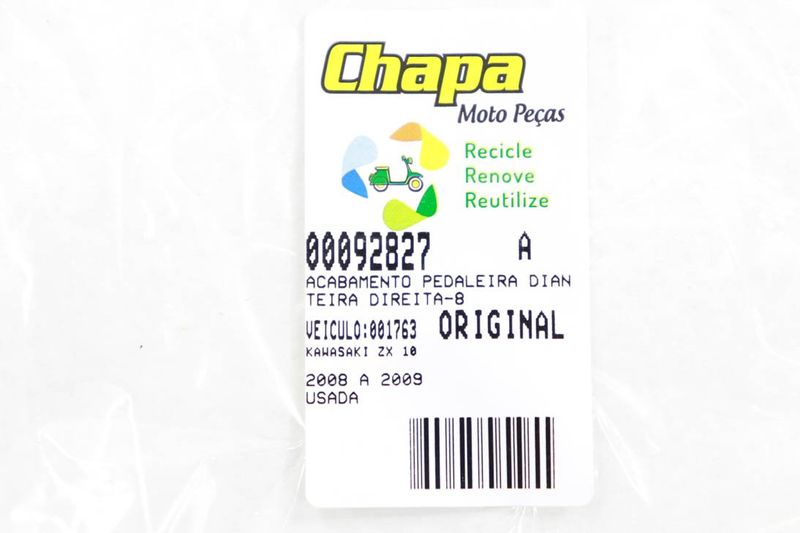 Chapa
Moto Peças
Recicle
Renove
Reutilize
00092827 A
ACABAMENTO PEDALEIRA DIAN
TEIRA DIREITA-8
VEICULO:001763 ORIGINAL
KAWASAKI ZX 10
2008 A 2009
USADA